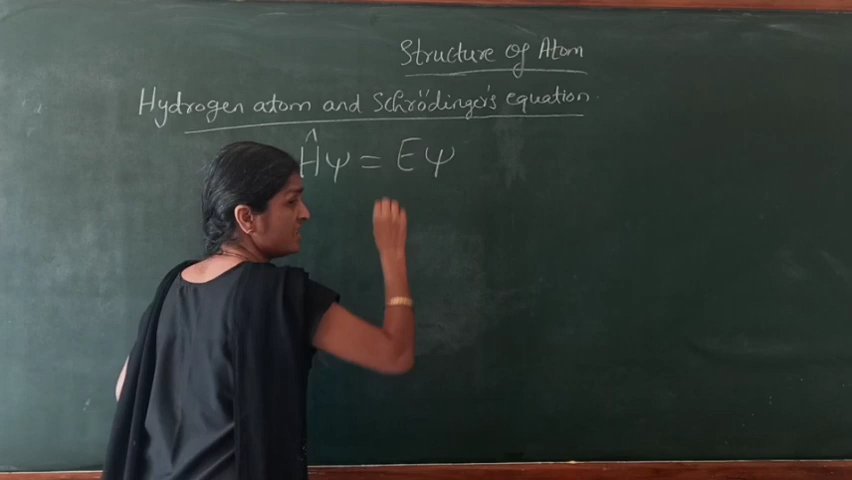 Structure of Atom
Hydrogen atom and Schrödinger's equation.
Ĥψ = Eψ